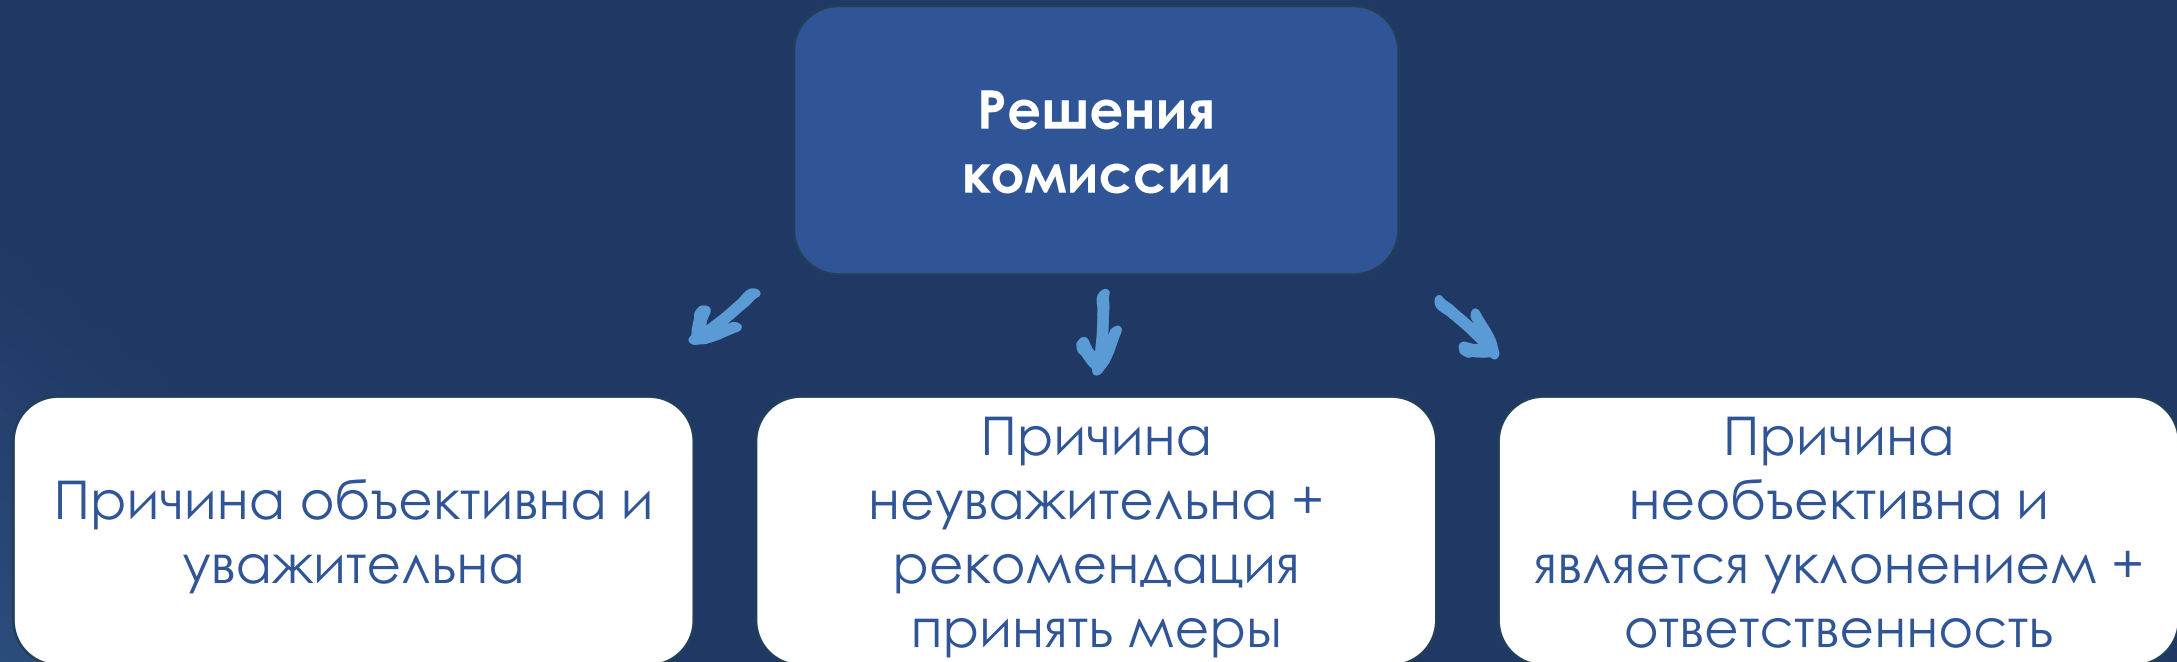 Решения
комиссии
Причина объективна и
уважительна
Причина
неуважительна +
рекомендация
принять меры
Причина
необъективна и
является уклонением +
ответственность